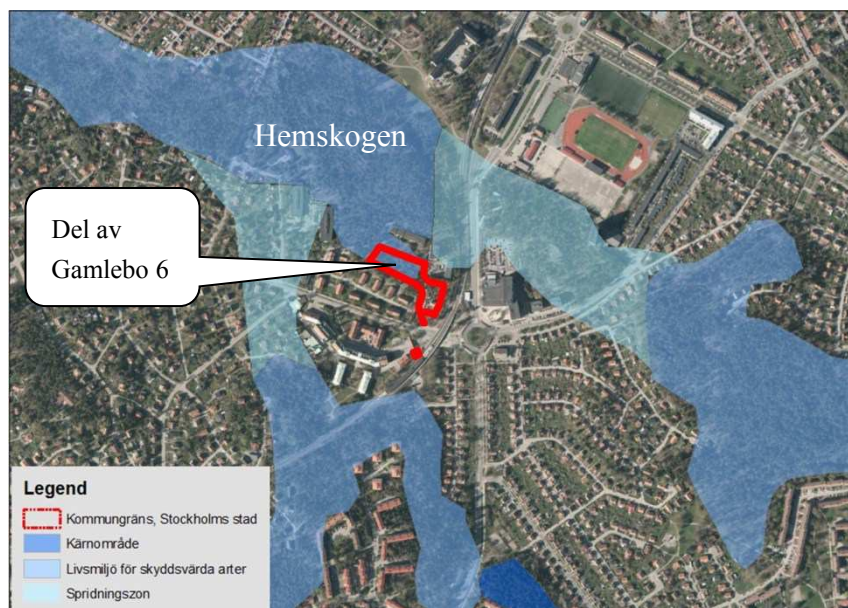 Hemskogen
Del av
Gamlebo 6
Legend
Kommungräns, Stockholms stad
Kärnområde
Livsmiljö för skyddsvärda arter
Spridningszon